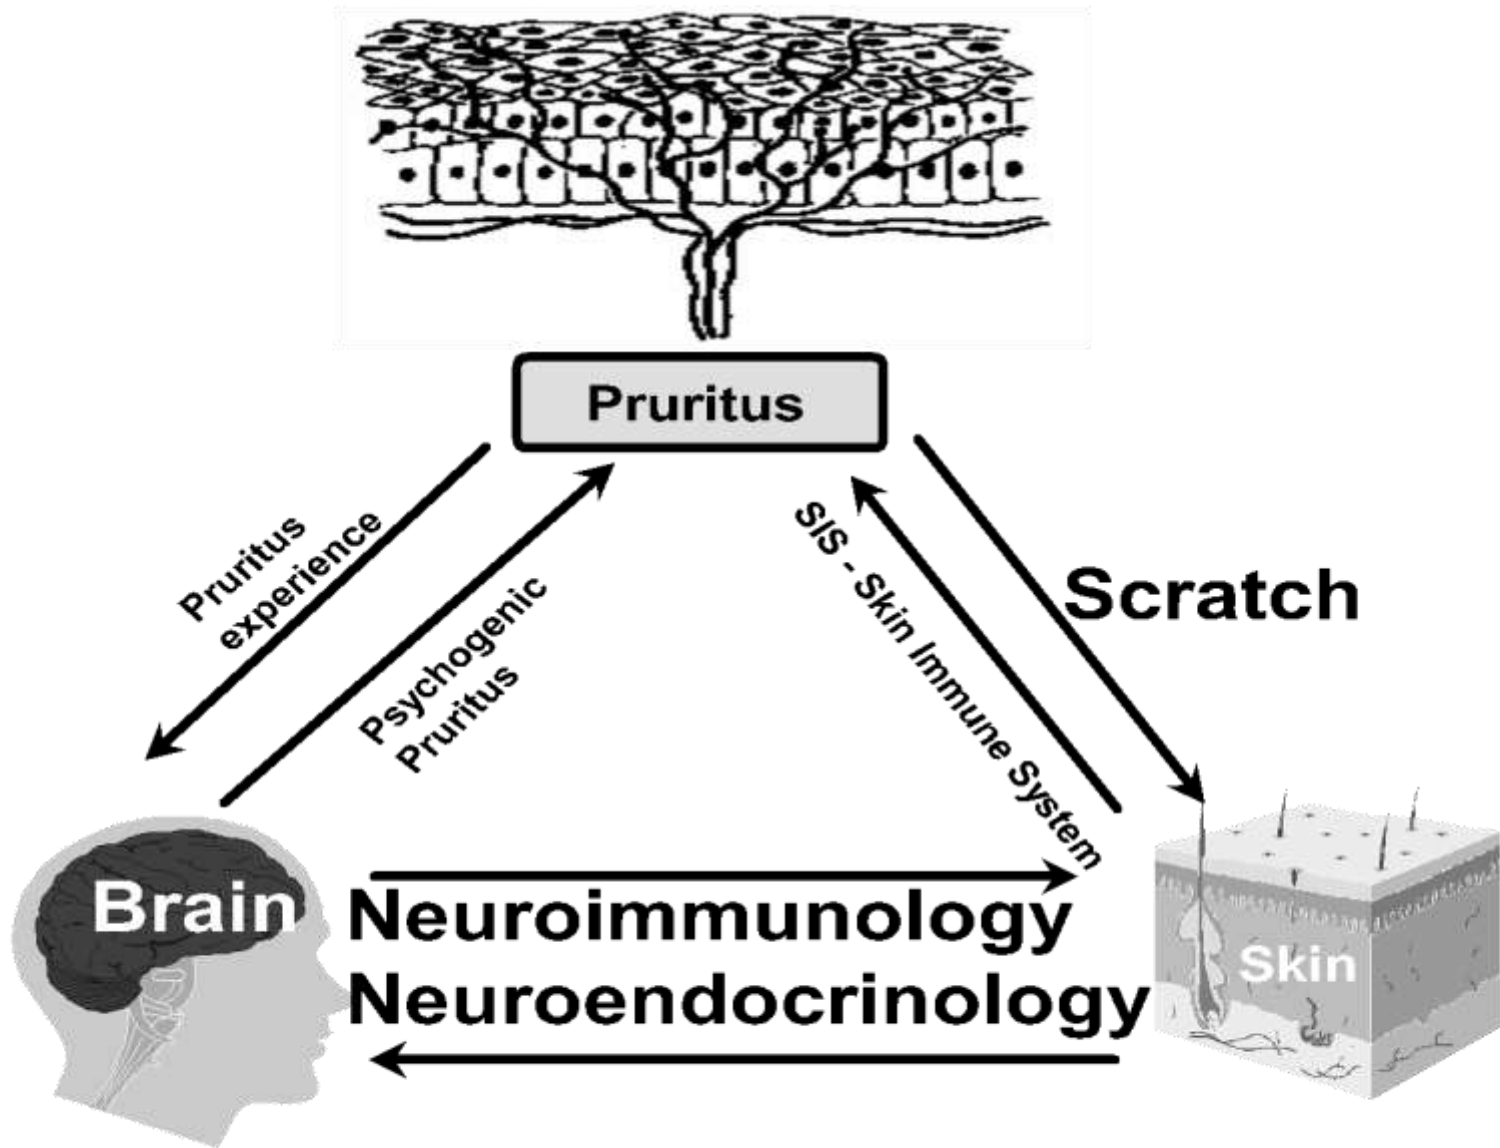 Pruritus
Pruritus
experience
Psychogenic
Pruritus
SIS - Skin Immune System
Scratch
Brain
Neuroimmunology
Neuroendocrinology
Skin